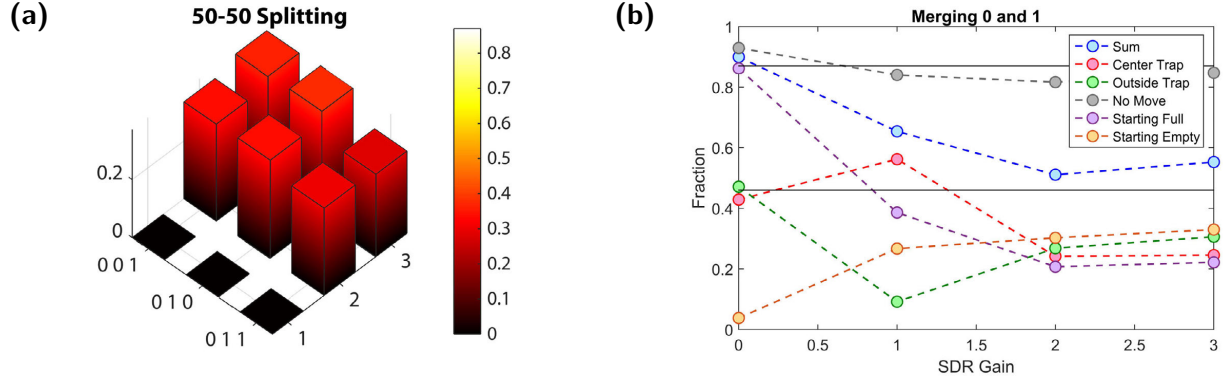 (a)
50-50 Splitting
0.2
0
0 0 1
0 1 0
0 1 1
1
2
3
0.8
0.7
0.6
0.5
0.4
0.3
0.2
0.1
0
(b)
Merging 0 and 1
Fraction
1
0.8
0.6
0.4
0.2
0
0
0.5
1
1.5
2
2.5
3
SDR Gain
Sum
Center Trap
Outside Trap
No Move
Starting Full
Starting Empty